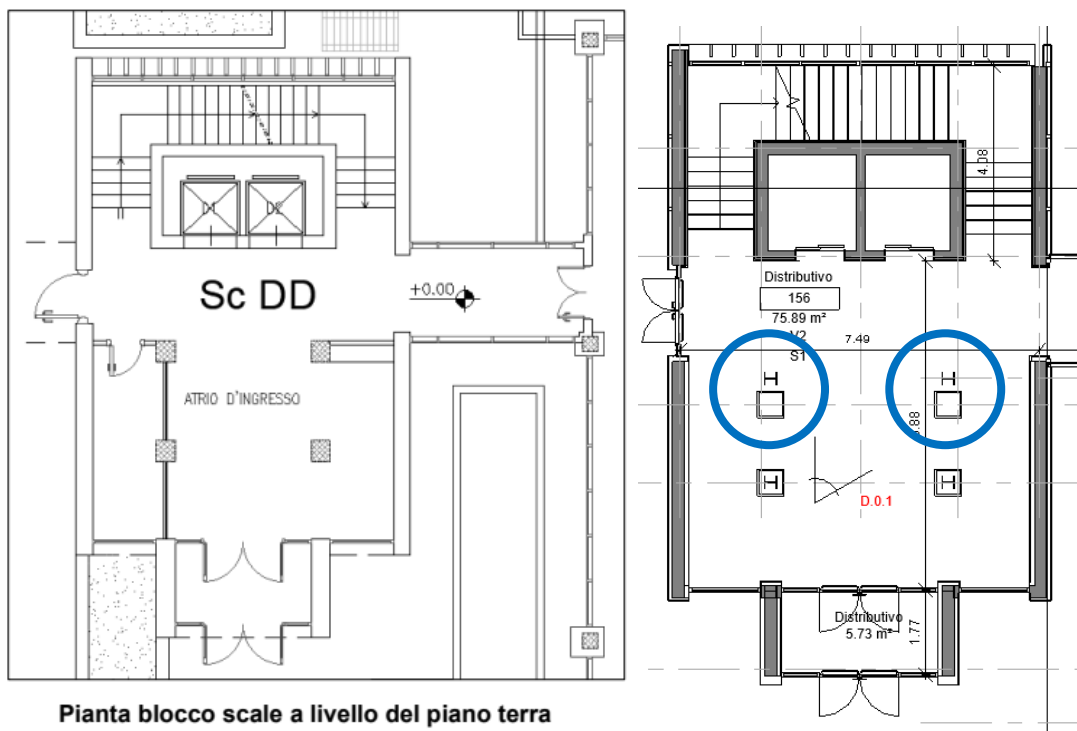 D1
D2
Sc DD
+0.00
ATRIO D'INGRESSO
Pianta blocco scale a livello del piano terra
4.08
Distributivo
156
75.89 m²
V2
7.49
S1
.88
D.0.1
Distributivo
5.73 m²
1.77